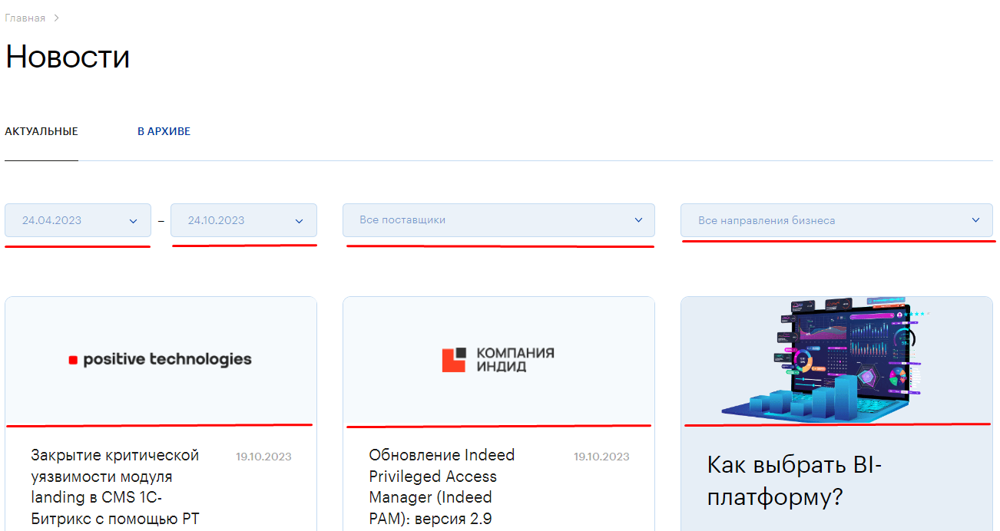 Главная
Новости
АКТУАЛЬНЫЕ В АРХИВЕ
24.04.2023 – 24.10.2023 Все поставщики Все направления бизнеса
positive technologies
КОМПАНИЯ
ИНДИД
Закрытие критической 19.10.2023
уязвимости модуля
landing в CMS 1С-
Битрикс с помощью PT
Обновление Indeed 19.10.2023
Privileged Access
Manager (Indeed
PAM): версия 2.9
Как выбрать BI-
платформу?